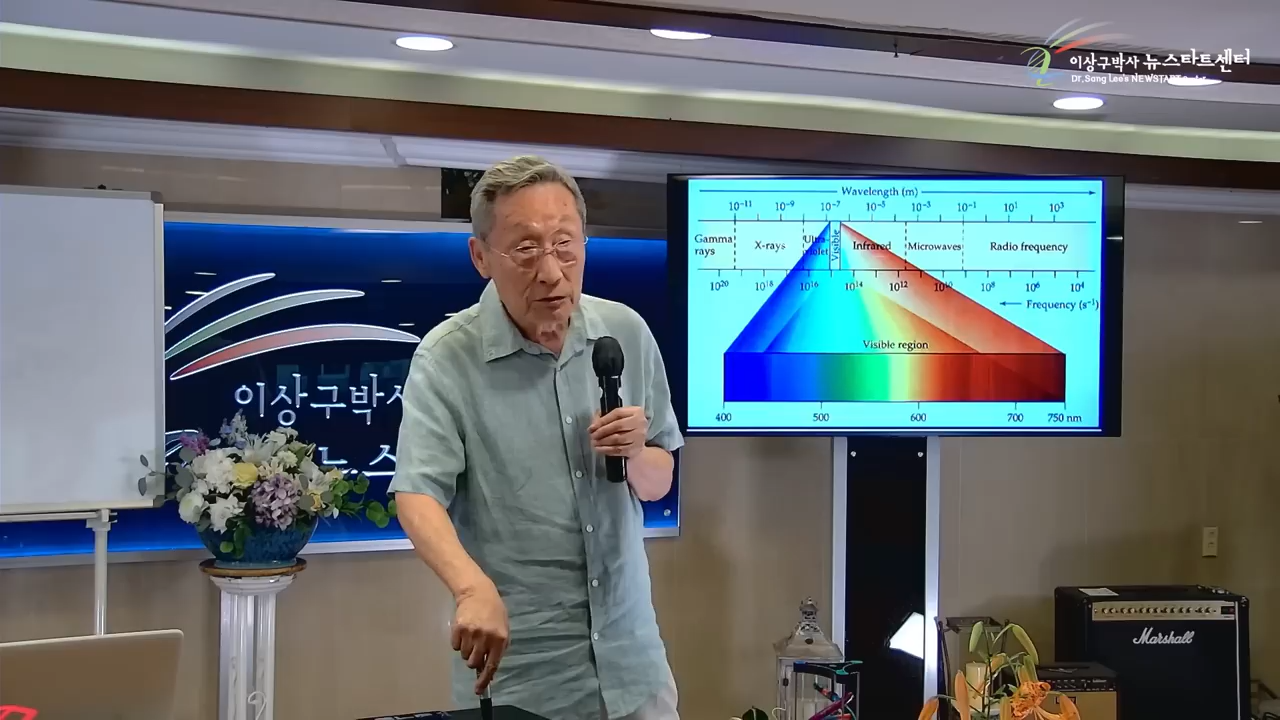 이상구박사 뉴스타트센터
Dr. Sang Lee's NEWSTART
이상구박사
뉴스
Wavelength (m)
10⁻¹¹ 10⁻⁹ 10⁻⁷ 10⁻⁵ 10⁻³ 10⁻¹ 10¹ 10³
Gamma rays
X-rays
Ultra violet
Visible
Infrared
Microwaves
Radio frequency
10²⁰ 10¹⁸ 10¹⁶ 10¹⁴ 10¹² 10¹⁰ 10⁸ 10⁶ 10⁴
Frequency (s⁻¹)
Visible region
400 500 600 700 750 nm
Marshall